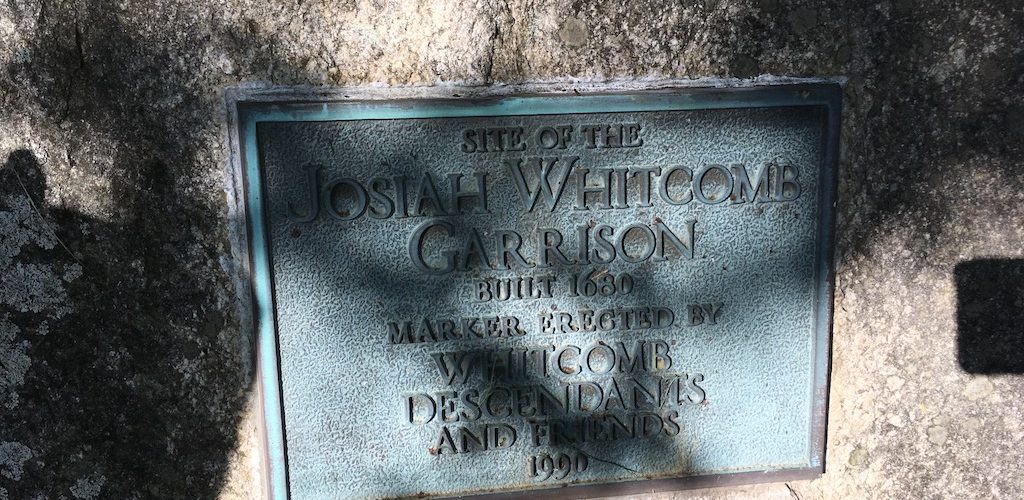 SITE OF THE
JOSIAH WHITCOMB
GARRISON
BUILT 1680
MARKER ERECTED BY
WHITCOMB
DESCENDANTS
AND FRIENDS
1990